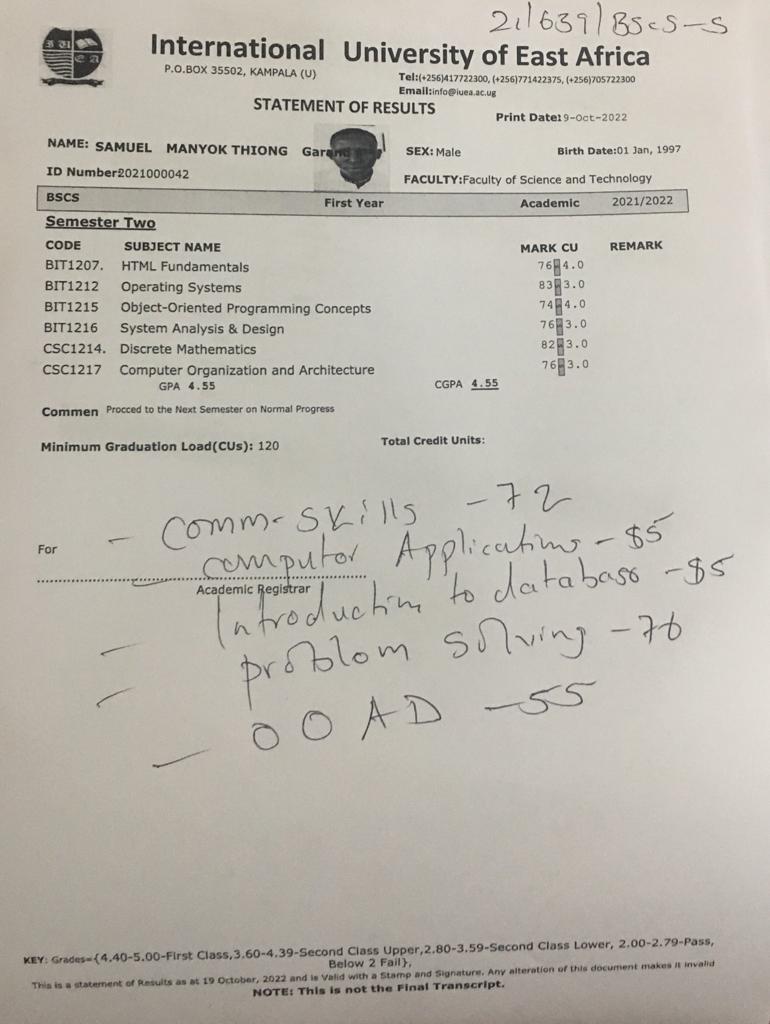 21/639/BSCS-S
International University of East Africa
P.O.BOX 35502, KAMPALA (U)
Tel:(+256)417722300, (+256)771422375, (+256)705722300
Email:info@iuea.ac.ug
STATEMENT OF RESULTS
Print Date:19-Oct-2022
NAME: SAMUEL MANYOK THIONG Garang SEX: Male Birth Date:01 Jan, 1997
ID Number2021000042 FACULTY:Faculty of Science and Technology
BSCS First Year Academic 2021/2022
Semester Two
CODE SUBJECT NAME MARK CU REMARK
BIT1207. HTML Fundamentals 76 4.0
BIT1212 Operating Systems 83 3.0
BIT1215 Object-Oriented Programming Concepts 74 4.0
BIT1216 System Analysis & Design 76 3.0
CSC1214. Discrete Mathematics 82 3.0
CSC1217 Computer Organization and Architecture 76 3.0
GPA 4.55 CGPA 4.55
Commen Procced to the Next Semester on Normal Progress
Minimum Graduation Load(CUs): 120 Total Credit Units:
- Comm-skills - 72
For
computor Applications - 85
Academic Registrar
Introduction to database - 85
- problom solving - 76
- OOAD - 55
KEY: Grades={4.40-5.00-First Class,3.60-4.39-Second Class Upper,2.80-3.59-Second Class Lower, 2.00-2.79-Pass,
Below 2 Fail},
This is a statement of Results as at 19 October, 2022 and is Valid with a Stamp and Signature. Any alteration of this document makes it invalid
NOTE: This is not the Final Transcript.